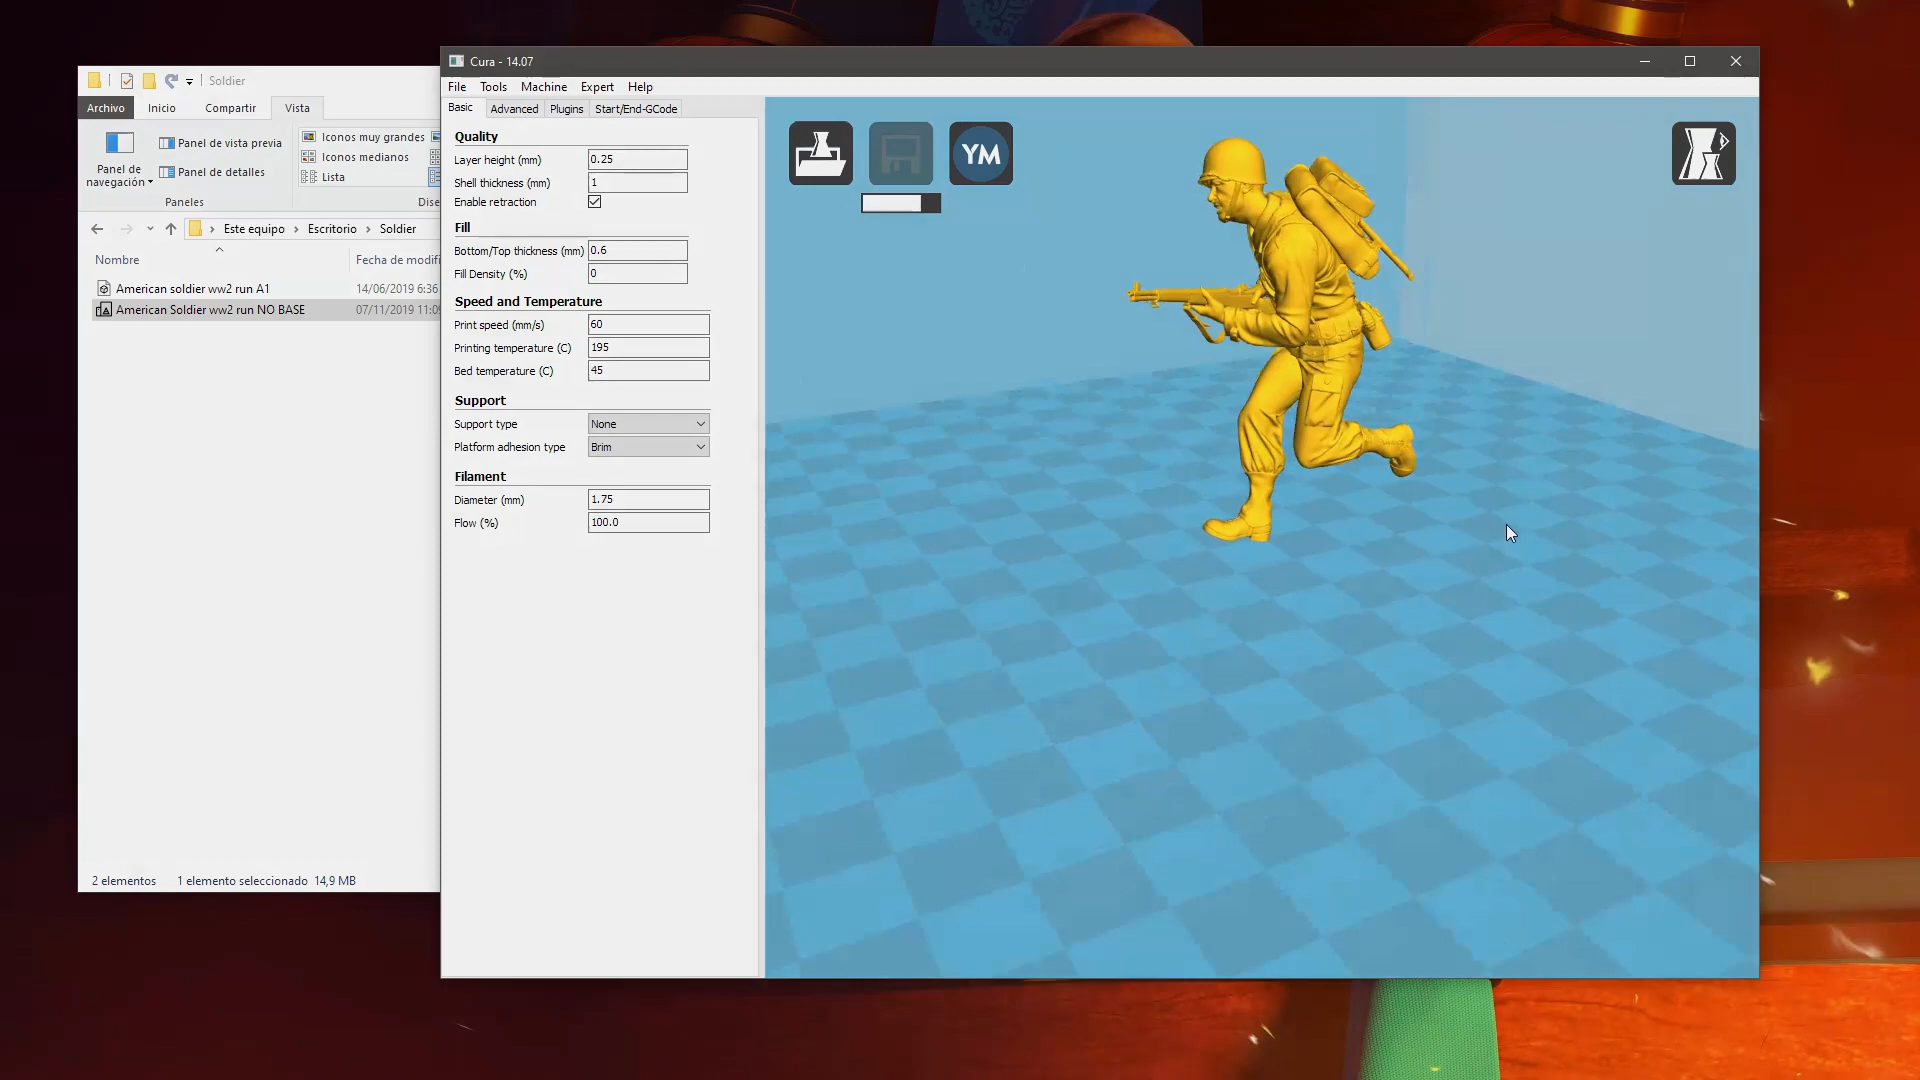 Soldier
Archivo Inicio Compartir Vista
Panel de navegación
Panel de vista previa
Panel de detalles
Paneles
Iconos muy grandes
Iconos medianos
Lista
Este equipo Escritorio Soldier
Nombre
American soldier ww2 run A1 14/06/2019 6:36
American Soldier ww2 run NO BASE 07/11/2019
2 elementos 1 elemento seleccionado 14,9 MB
Cura - 14.07
File Tools Machine Expert Help
Basic Advanced Plugins Start/End-GCode
Quality
Layer height (mm) 0.25
Shell thickness (mm) 1
Enable retraction
Fill
Bottom/Top thickness (mm) 0.6
Fill Density (%) 0
Speed and Temperature
Print speed (mm/s) 60
Printing temperature (C) 195
Bed temperature (C) 45
Support
Support type None
Platform adhesion type Brim
Filament
Diameter (mm) 1.75
Flow (%) 100.0
YM